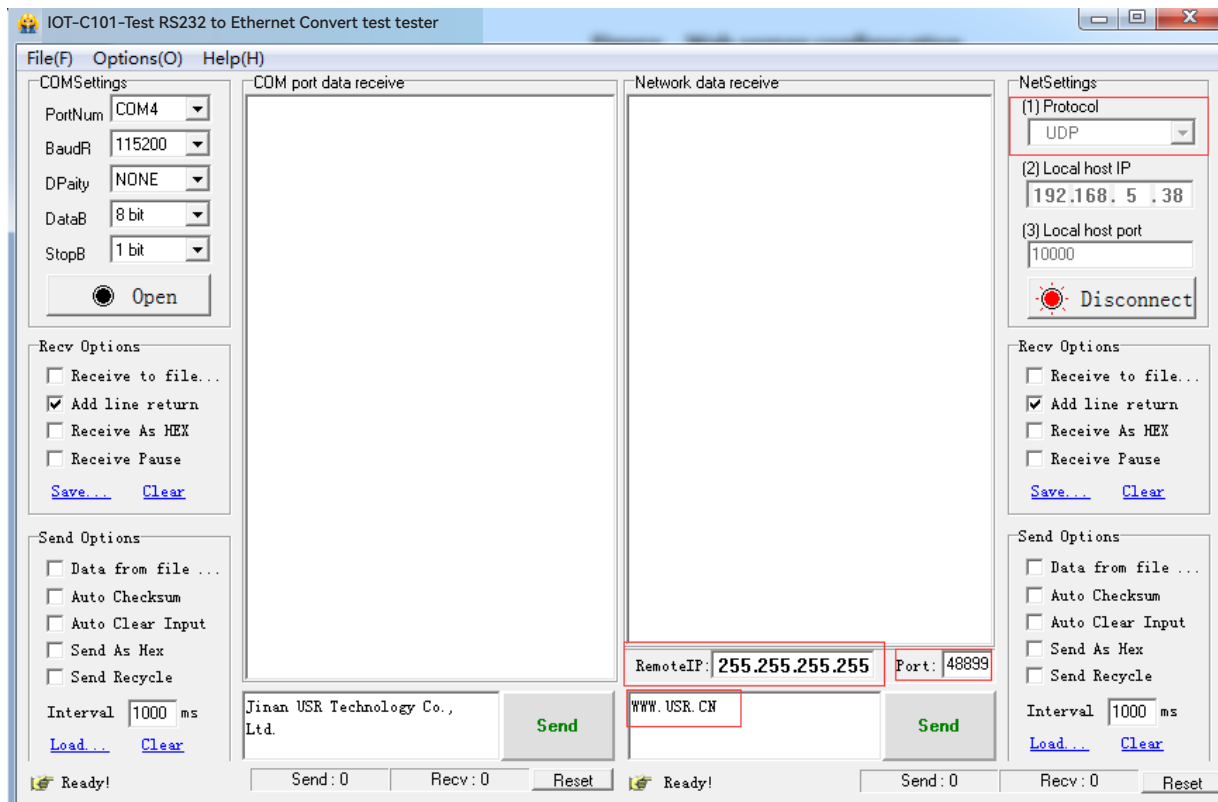 IOT-C101-Test RS232 to Ethernet Convert test tester
File(F) Options(O) Help(H)
COMSettings
PortNum COM4
BaudR 115200
DPaity NONE
DataB 8 bit
StopB 1 bit
Open
Recv Options
Receive to file...
Add line return
Receive As HEX
Receive Pause
Save... Clear
Send Options
Data from file ...
Auto Checksum
Auto Clear Input
Send As Hex
Send Recycle
Interval 1000 ms
Load... Clear
Ready!
COM port data receive
Jinan USR Technology Co.,
Ltd.
Send
Send : 0 Recv : 0 Reset
Network data receive
RemoteIP: 255.255.255.255 Port: 48899
WWW.USR.CN
Send
Ready!
Send : 0 Recv : 0 Reset
NetSettings
(1) Protocol
UDP
(2) Local host IP
192.168. 5 .38
(3) Local host port
10000
Disconnect
Recv Options
Receive to file...
Add line return
Receive As HEX
Receive Pause
Save... Clear
Send Options
Data from file ...
Auto Checksum
Auto Clear Input
Send As Hex
Send Recycle
Interval 1000 ms
Load... Clear